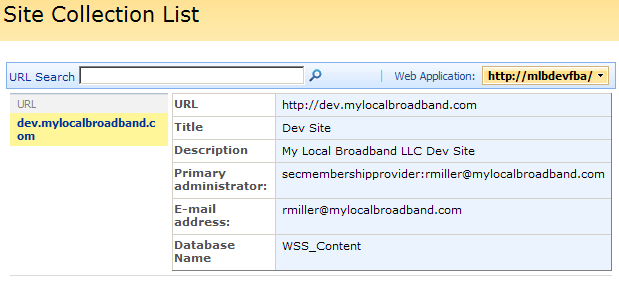 Site Collection List
URL Search Web Application: http://mlbdevfba/
URL
dev.mylocalbroadband.c
om
URL http://dev.mylocalbroadband.com
Title Dev Site
Description My Local Broadband LLC Dev Site
Primary
administrator: secmembershipprovider:rmiller@mylocalbroadband.com
E-mail
address: rmiller@mylocalbroadband.com
Database
Name WSS_Content